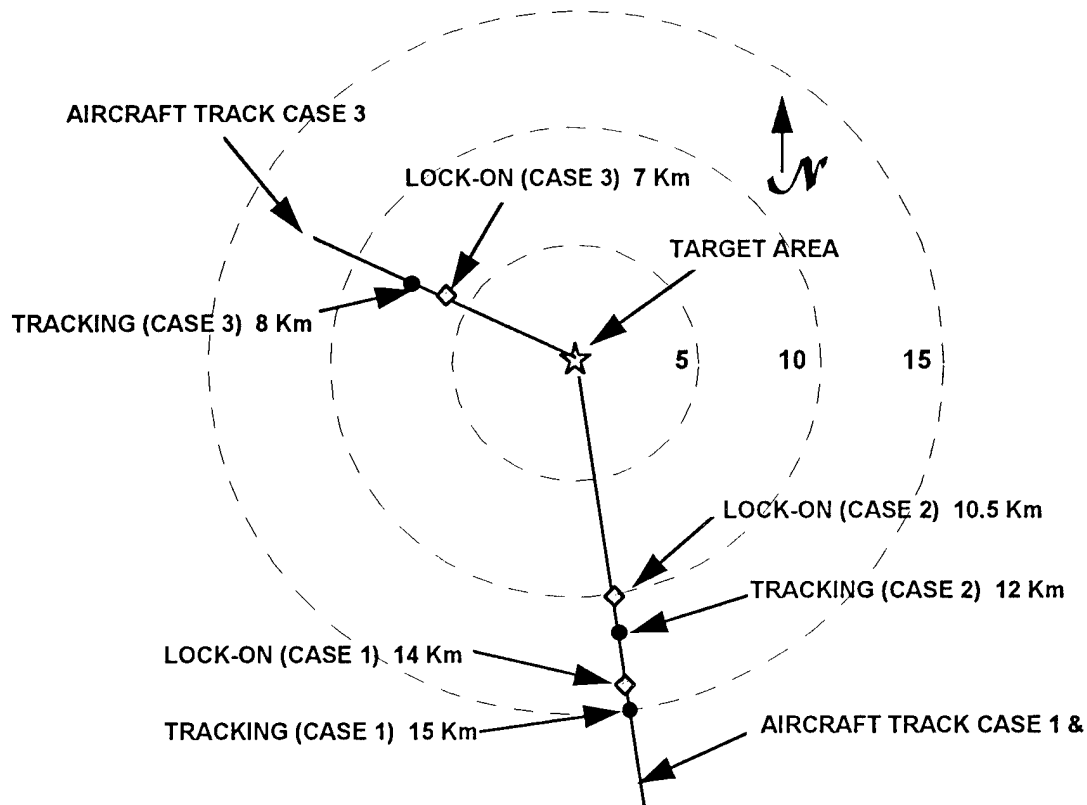 AIRCRAFT TRACK CASE 3
LOCK-ON (CASE 3) 7 Km
N
TARGET AREA
TRACKING (CASE 3) 8 Km
5 10 15
LOCK-ON (CASE 2) 10.5 Km
TRACKING (CASE 2) 12 Km
LOCK-ON (CASE 1) 14 Km
TRACKING (CASE 1) 15 Km
AIRCRAFT TRACK CASE 1 &